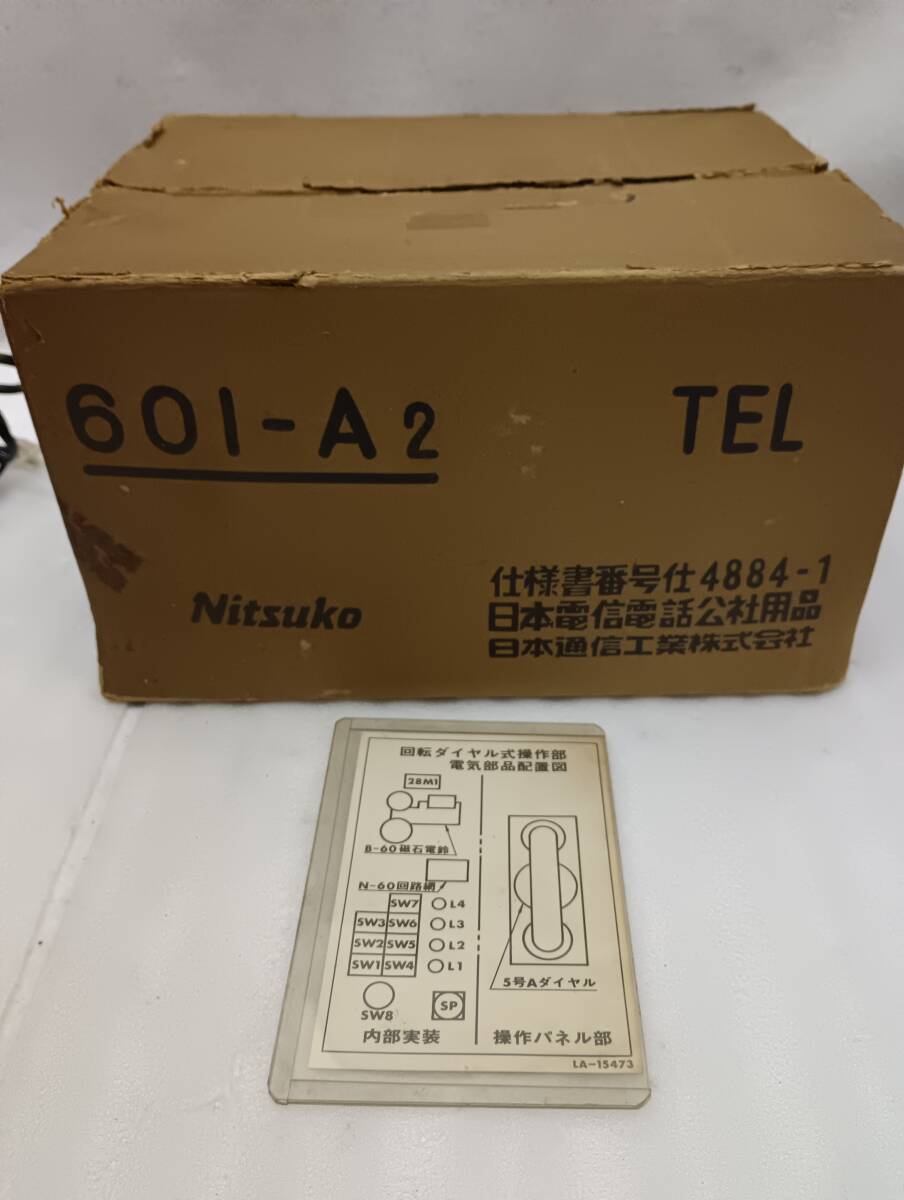 601-A2
TEL
Nitsuko
仕様書番号仕4884-1
日本電信電話公社用品
日本通信工業株式会社
回転ダイヤル式操作部
電気部品配置図
28M1
B-60磁石電鈴
N-60回路網
SW7 L4
SW3 SW6 L3
SW2 SW5 L2
SW1 SW4 L1
SW8
SP
内部実装
5号Aダイヤル
操作パネル部
LA-15473